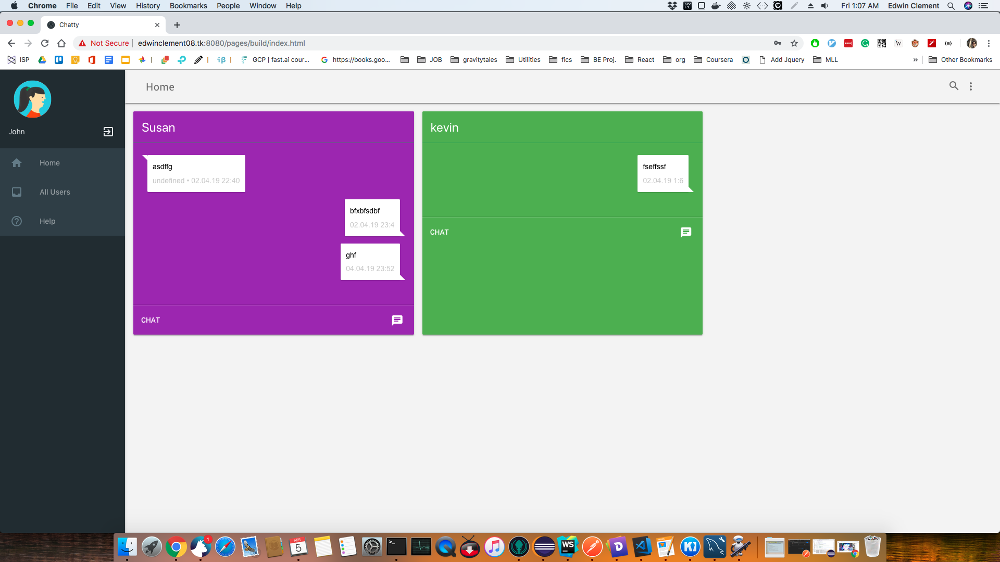 Chrome File Edit View History Bookmarks People Window Help Fri 1:07 AM Edwin Clement
Chatty
Not Secure edwinclement08.tk:8080/pages/build/index.html
ISP GCP | fast.ai cour... https://books.goo... JOB gravitytales Utilities fics BE Proj. React org Coursera Add Jquery MLL » Other Bookmarks
Home
John
Home
All Users
Help
Susan
asdffg
undefined • 02.04.19 22:40
bfxbfsdbf
02.04.19 23:4
ghf
04.04.19 23:52
CHAT
kevin
fseffssf
02.04.19 1:6
CHAT
1
APR
5
WS
D
K1